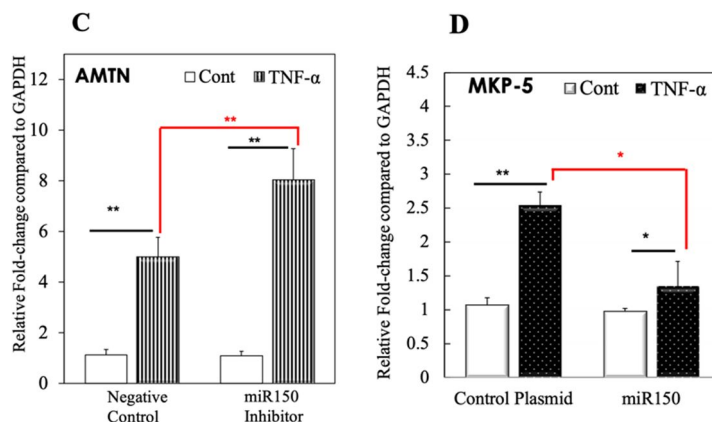 C
Relative Fold-change compared to GAPDH
12
10
8
6
4
2
0
AMTN
Cont
TNF-α
**
**
**
Negative
Control
miR150
Inhibitor
D
Relative Fold-change compared to GAPDH
4.5
4
3.5
3
2.5
2
1.5
1
0.5
0
MKP-5
Cont
TNF-α
**
*
*
Control Plasmid
miR150